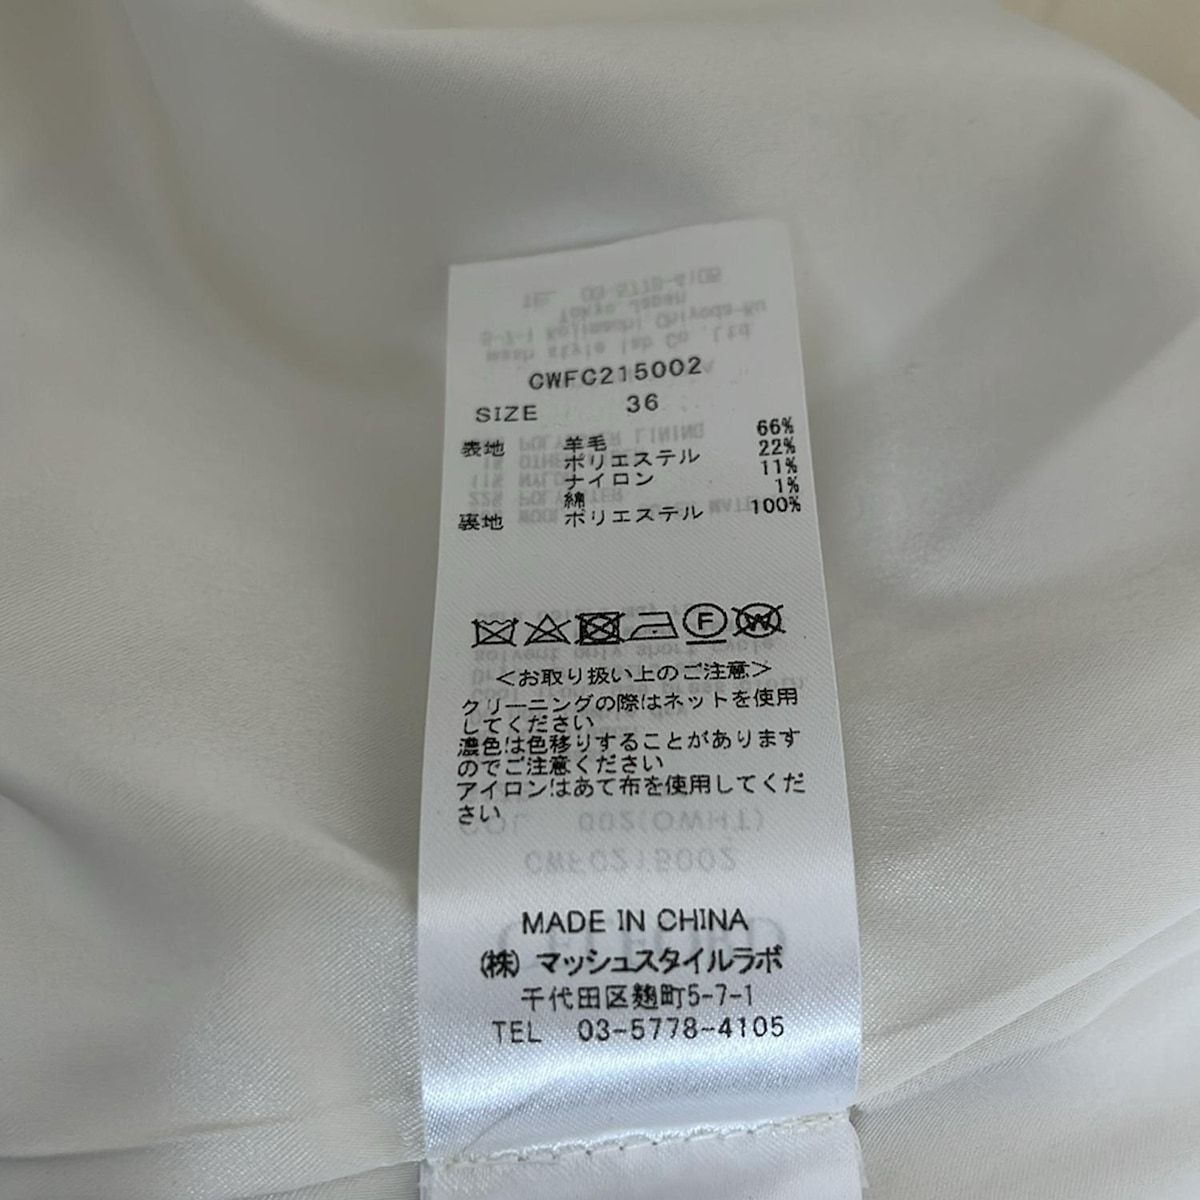 CWFC215002
SIZE 36
表地 羊毛 66%
ポリエステル 22%
ナイロン 11%
綿 1%
裏地 ポリエステル 100%
F W
<お取り扱い上のご注意>
クリーニングの際はネットを使用
してください
濃色は色移りすることがあります
のでご注意ください
アイロンはあて布を使用してくだ
さい
MADE IN CHINA
(株) マッシュスタイルラボ
千代田区麹町5-7-1
TEL 03-5778-4105